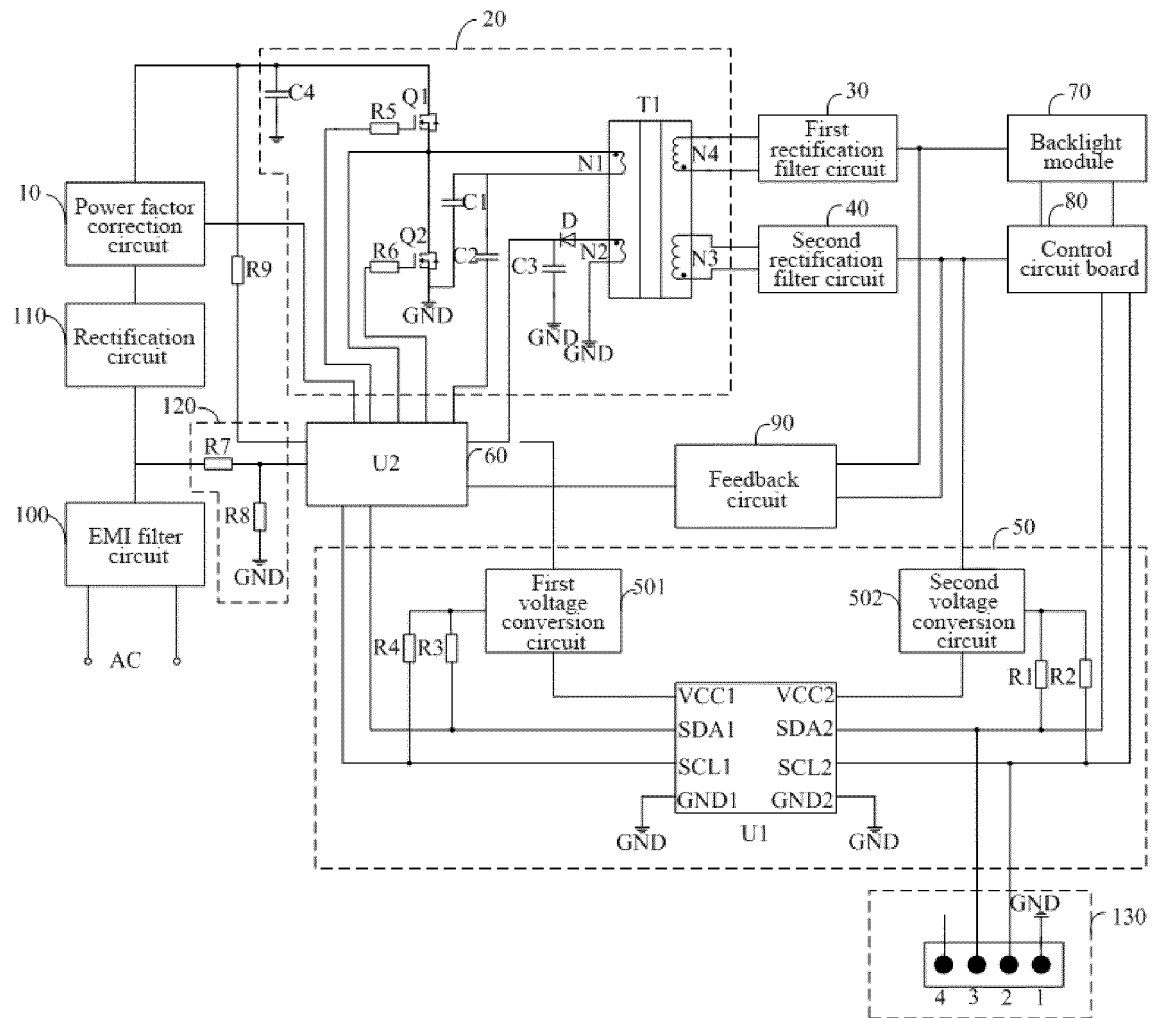 20
C4
R5
Q1
T1
30
First
rectification
filter circuit
70
Backlight
module
N1
N4
10
Power factor
correction
circuit
C1
R9
R6
Q2
C2
D
C3
N2
N3
40
Second
rectification
filter circuit
80
Control
circuit board
GND
GND
GND
110
Rectification
circuit
120
R7
U2
60
90
Feedback
circuit
100
EMI filter
circuit
R8
GND
AC
50
First
voltage
conversion
circuit
501
502
Second
voltage
conversion
circuit
R4
R3
R1
R2
VCC1
VCC2
SDA1
SDA2
SCL1
SCL2
GND1
GND2
GND
GND
U1
GND
130
4
3
2
1